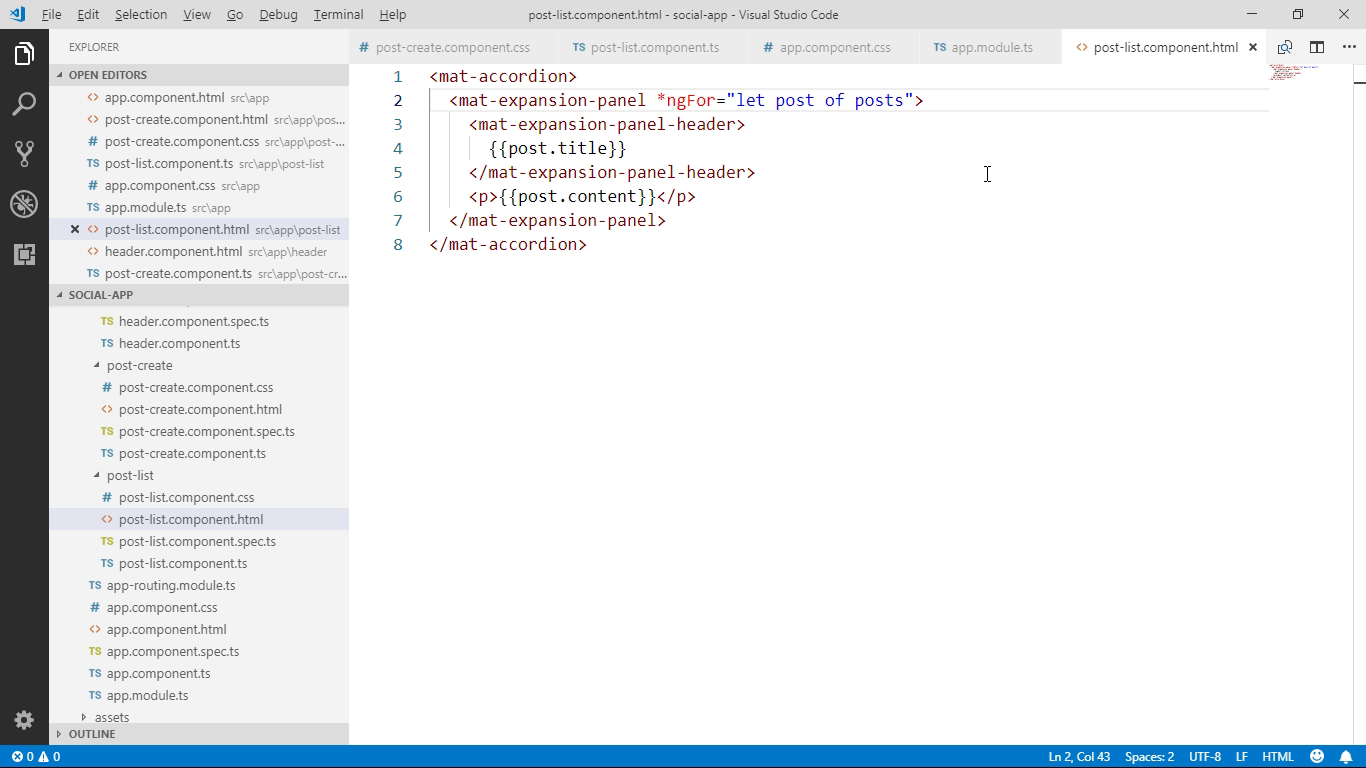 File Edit Selection View Go Debug Terminal Help post-list.component.html - social-app - Visual Studio Code
EXPLORER
OPEN EDITORS
app.component.html src\app
post-create.component.html src\app\pos...
# post-create.component.css src\app\post-...
TS post-list.component.ts src\app\post-list
# app.component.css src\app
TS app.module.ts src\app
post-list.component.html src\app\post-list
header.component.html src\app\header
TS post-create.component.ts src\app\post-cr...
SOCIAL-APP
TS header.component.spec.ts
TS header.component.ts
post-create
# post-create.component.css
<> post-create.component.html
TS post-create.component.spec.ts
TS post-create.component.ts
post-list
# post-list.component.css
<> post-list.component.html
TS post-list.component.spec.ts
TS post-list.component.ts
TS app-routing.module.ts
# app.component.css
<> app.component.html
TS app.component.spec.ts
TS app.component.ts
TS app.module.ts
assets
OUTLINE
# post-create.component.css TS post-list.component.ts # app.component.css TS app.module.ts <> post-list.component.html
1 <mat-accordion>
2 <mat-expansion-panel *ngFor="let post of posts">
3 <mat-expansion-panel-header>
4 {{post.title}}
5 </mat-expansion-panel-header>
6 <p>{{post.content}}</p>
7 </mat-expansion-panel>
8 </mat-accordion>
0 0 Ln 2, Col 43 Spaces: 2 UTF-8 LF HTML